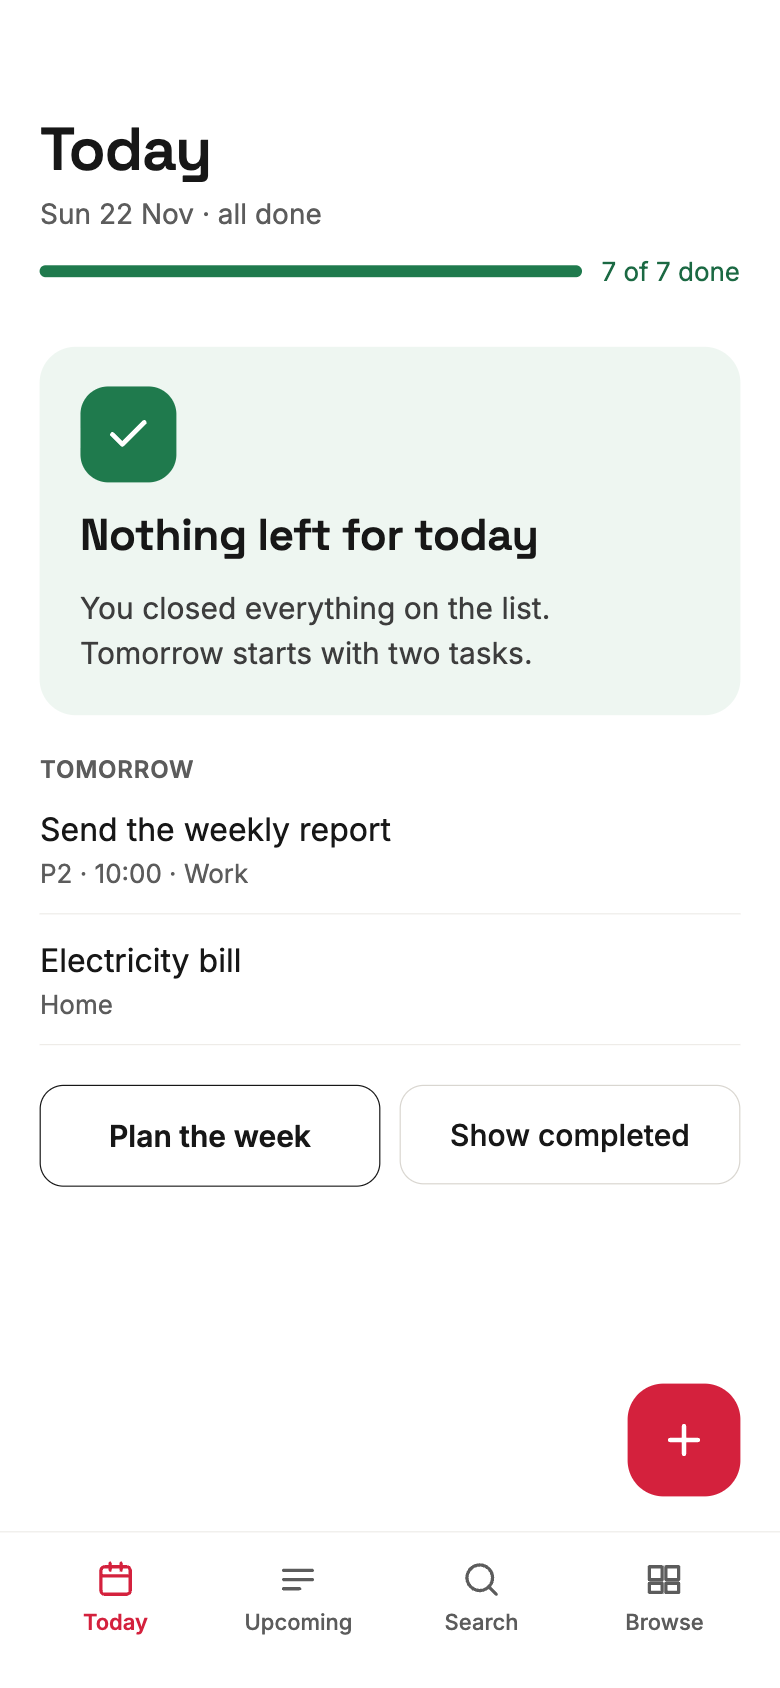 Today
Sun 22 Nov · all done
7 of 7 done
Nothing left for today
You closed everything on the list.
Tomorrow starts with two tasks.
TOMORROW
Send the weekly report
P2 · 10:00 · Work
Electricity bill
Home
Plan the week
Show completed
Today
Upcoming
Search
Browse